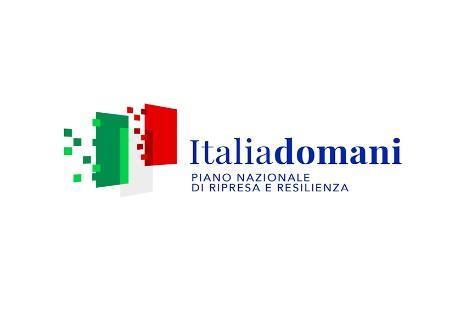 Italiadomani
PIANO NAZIONALE
DI RIPRESA E RESILIENZA